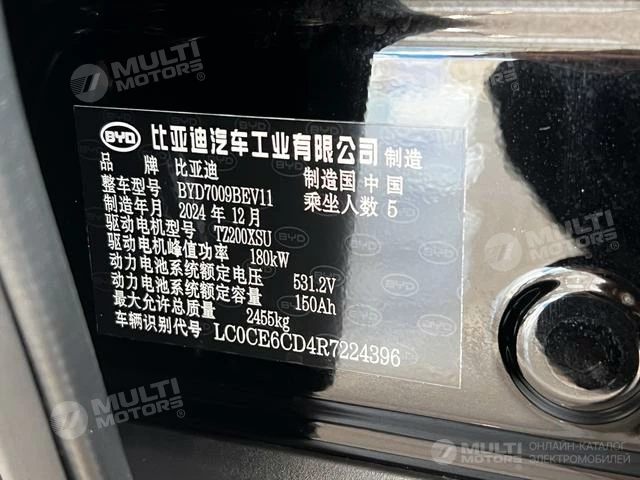 MULTI MOTORS®
MULTI MOTORS®
BYD 比亚迪汽车工业有限公司 制造
品牌 比亚迪 制造国 中国
整车型号 BYD7009BEV11 乘坐人数 5
制造年月 2024 年 12 月
驱动电机型号 TZ200XSU
驱动电机峰值功率 180kW
动力电池系统额定电压 531.2V
动力电池系统额定容量 150Ah
最大允许总质量 2455kg
车辆识别代号 LC0CE6CD4R7224396
MULTI MOTORS®
MULTI MOTORS
ОНЛАЙН-КАТАЛОГ
ЭЛЕКТРОМОБИЛЕЙ